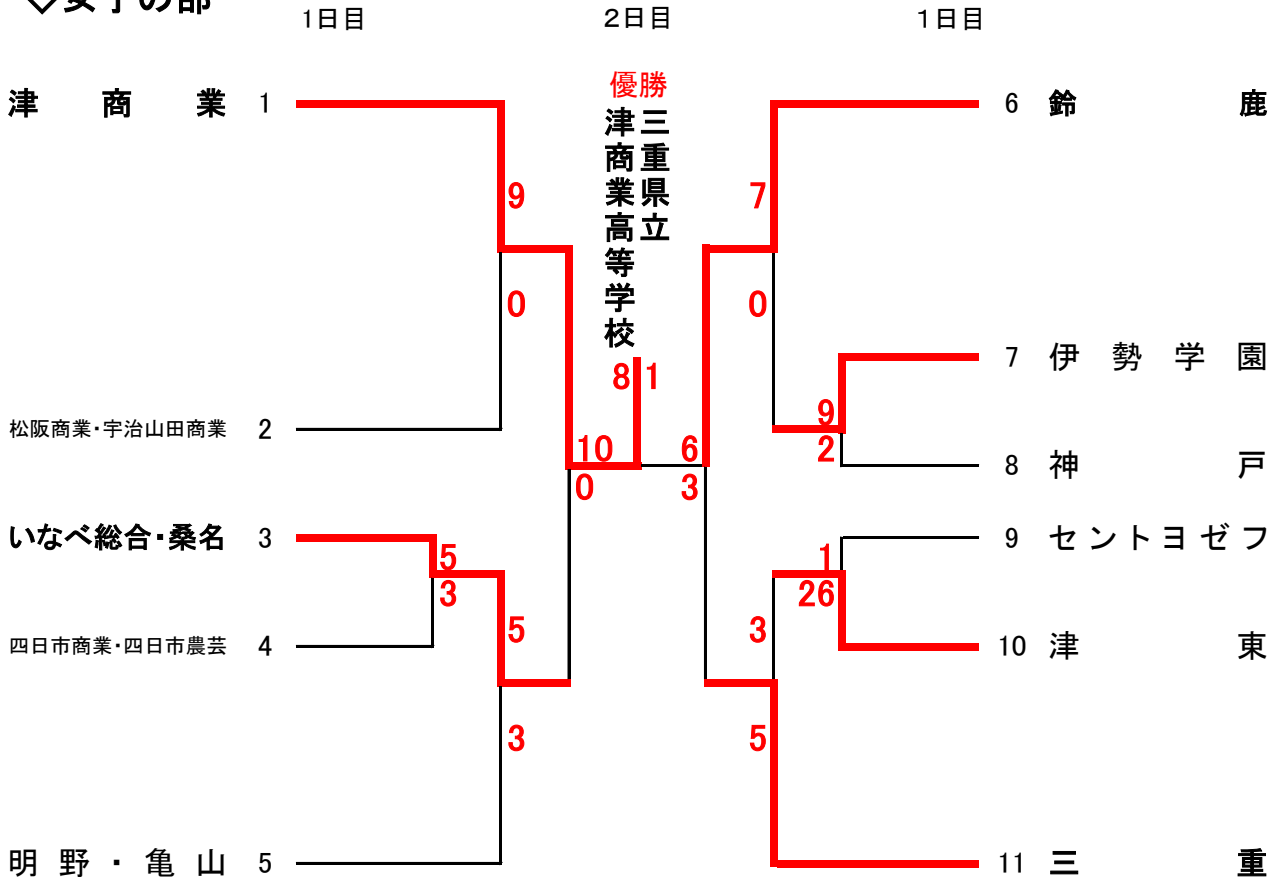 ◇女子の部
1日目
2日目
1日目
優勝
三重県立
津商業高等学校
津商業 1
9
0
松阪商業・宇治山田商業 2
いなべ総合・桑名 3
5
3
四日市商業・四日市農芸 4
5
3
明野・亀山 5
10
0
8 1
6
3
6 鈴鹿
7
0
7 伊勢学園
9
2
8 神戸
9 セントヨゼフ
1
26
10 津東
3
5
11 三重